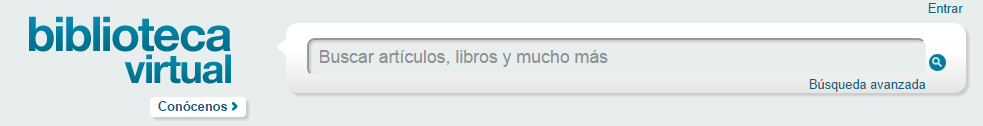 Entrar
biblioteca
virtual
Buscar artículos, libros y mucho más
Búsqueda avanzada
Conócenos